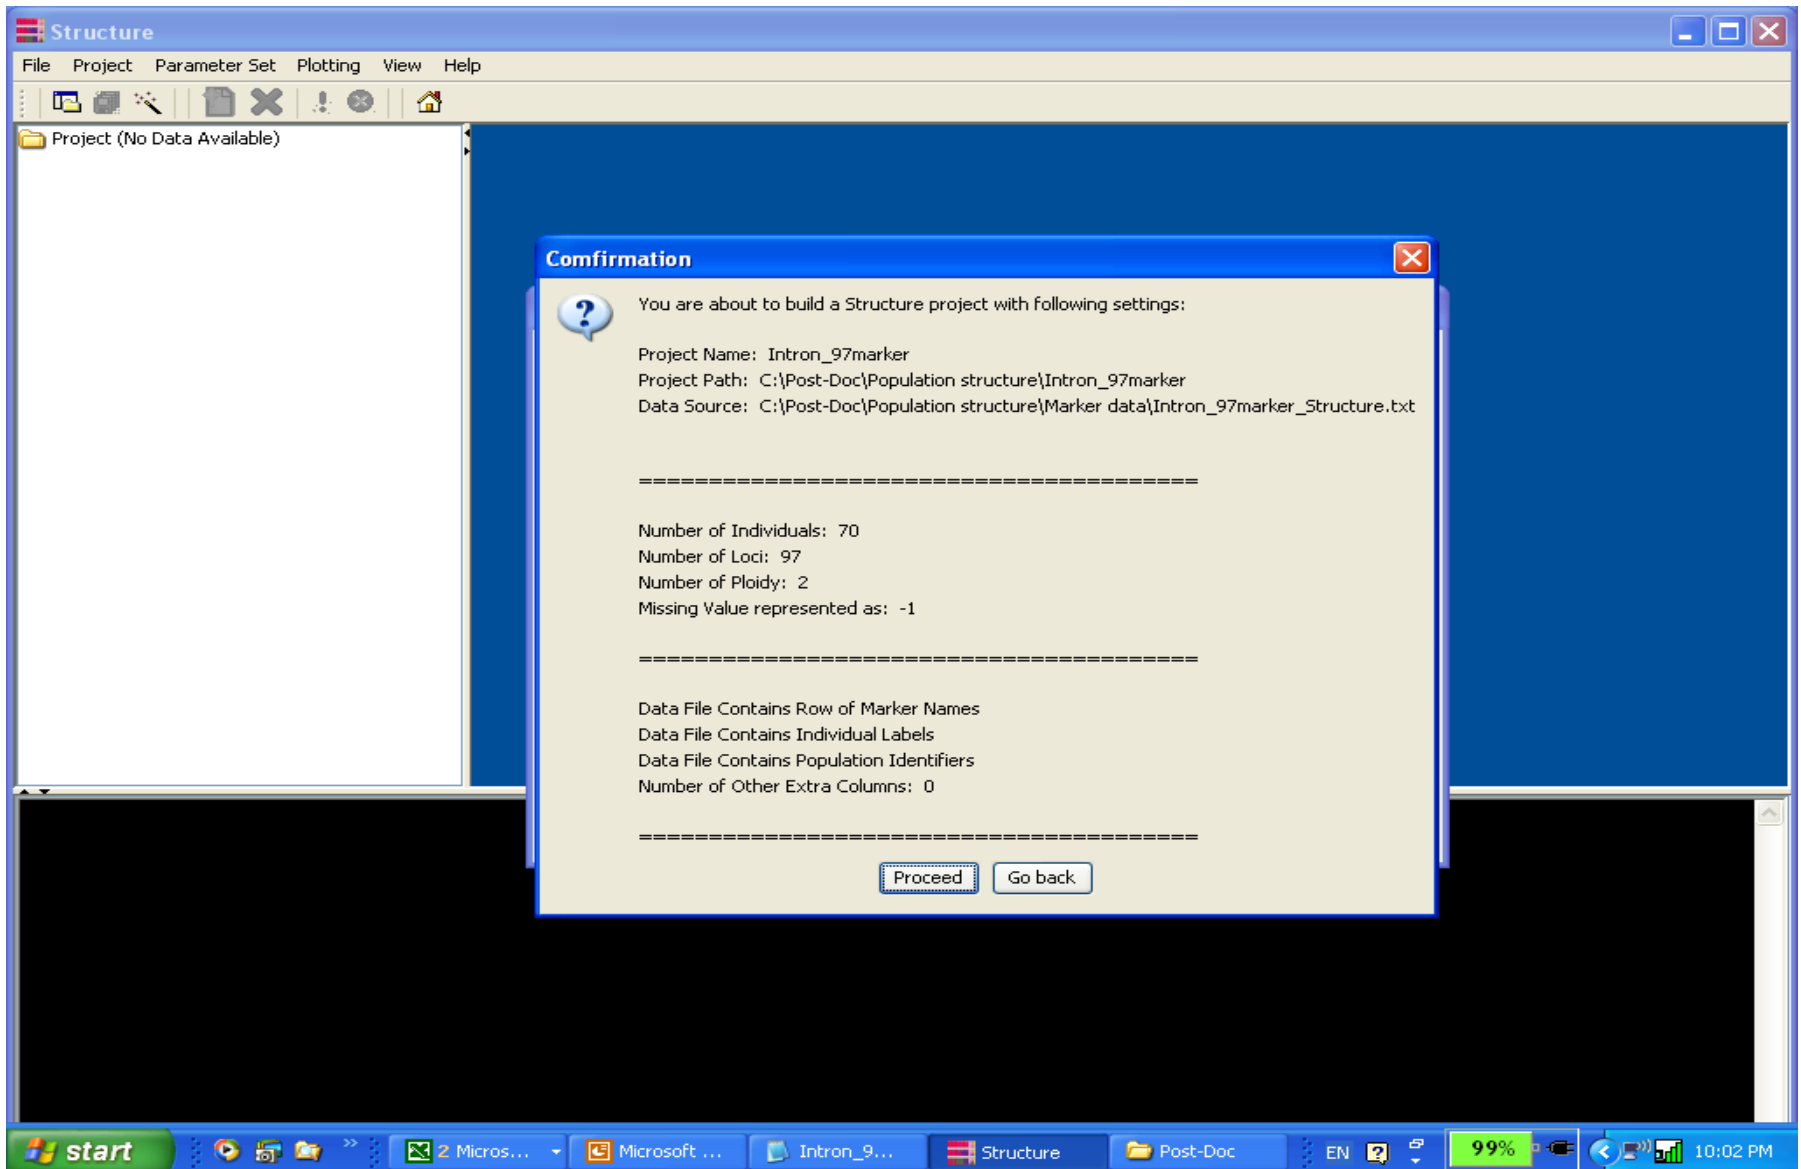 Structure
File Project Parameter Set Plotting View Help
Project (No Data Available)
Comfirmation
You are about to build a Structure project with following settings:
Project Name: Intron_97marker
Project Path: C:\Post-Doc\Population structure\Intron_97marker
Data Source: C:\Post-Doc\Population structure\Marker data\Intron_97marker_Structure.txt
========================================
Number of Individuals: 70
Number of Loci: 97
Number of Ploidy: 2
Missing Value represented as: -1
========================================
Data File Contains Row of Marker Names
Data File Contains Individual Labels
Data File Contains Population Identifiers
Number of Other Extra Columns: 0
========================================
Proceed Go back
start » 2 Micros... Microsoft ... Intron_9... Structure Post-Doc EN 99% 10:02 PM